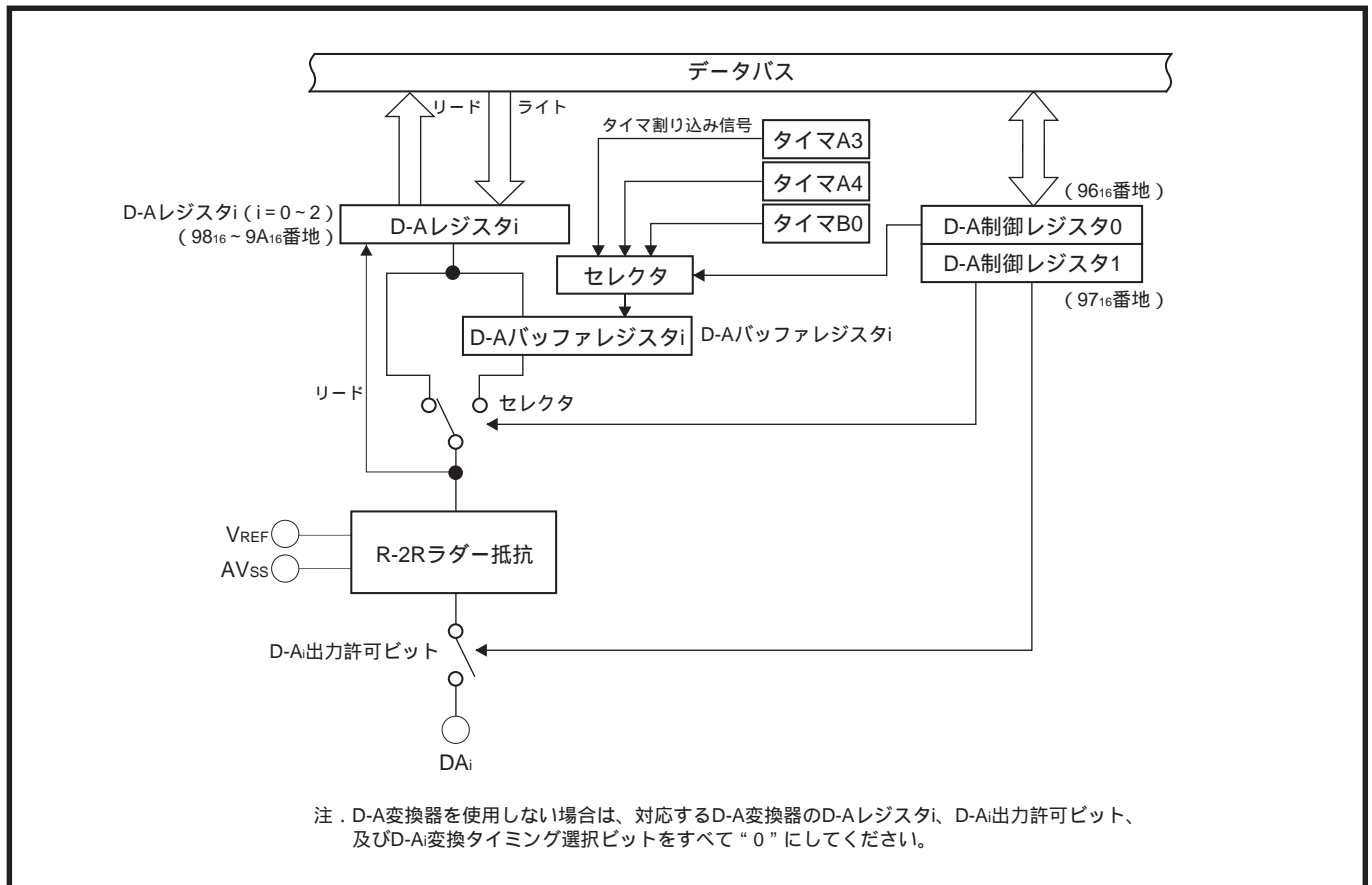 データバス
リード
ライト
タイマ割り込み信号
タイマA3
タイマA4
タイマB0
D-Aレジスタi（i=0~2）
（9816~9A16番地）
D-Aレジスタi
（9616番地）
D-A制御レジスタ0
D-A制御レジスタ1
（9716番地）
セレクタ
D-Aバッファレジスタi
D-Aバッファレジスタi
リード
セレクタ
VREF
AVSS
R-2Rラダー抵抗
D-Ai出力許可ビット
DAi
注．D-A変換器を使用しない場合は、対応するD-A変換器のD-Aレジスタi、D-Ai出力許可ビット、
及びD-Ai変換タイミング選択ビットをすべて“0”にしてください。